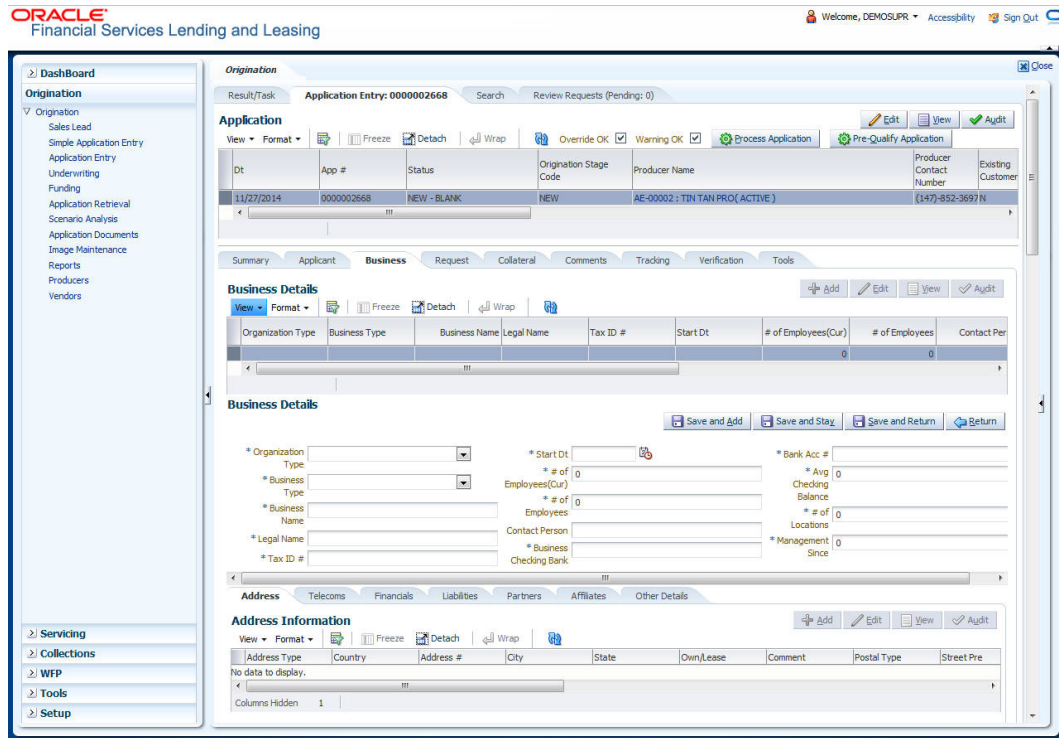 ORACLE
Financial Services Lending and Leasing
Welcome, DEMOSUPR Accessibility Sign Out
Close
DashBoard
Origination
Origination
Sales Lead
Simple Application Entry
Application Entry
Underwriting
Funding
Application Retrieval
Scenario Analysis
Application Documents
Image Maintenance
Reports
Producers
Vendors
Servicing
Collections
WFP
Tools
Setup
Origination
Result/Task Application Entry: 0000002668 Search Review Requests (Pending: 0)
Application
Edit View Audit
View Format Freeze Detach Wrap Override OK Warning OK Process Application Pre-Qualify Application
Dt App # Status Origination Stage Code Producer Name Producer Contact Number Existing Customer
11/27/2014 0000002668 NEW - BLANK NEW AE-00002 : TIN TAN PRO( ACTIVE ) (147)-852-3697 N
Summary Applicant Business Request Collateral Comments Tracking Verification Tools
Business Details
Add Edit View Audit
View Format Freeze Detach Wrap
Organization Type Business Type Business Name Legal Name Tax ID # Start Dt # of Employees(Cur) # of Employees Contact Per
0 0
Business Details
Save and Add Save and Stay Save and Return Return
* Organization Type
* Business Type
* Business Name
* Legal Name
* Tax ID #
* Start Dt
* # of Employees(Cur) 0
* # of Employees 0
Contact Person
* Business Checking Bank
* Bank Acc #
* Avg Checking Balance 0
* # of Locations 0
* Management Since 0
Address Telecoms Financials Liabilities Partners Affiliates Other Details
Address Information
Add Edit View Audit
View Format Freeze Detach Wrap
Address Type Country Address # City State Own/Lease Comment Postal Type Street Pre
No data to display.
Columns Hidden 1